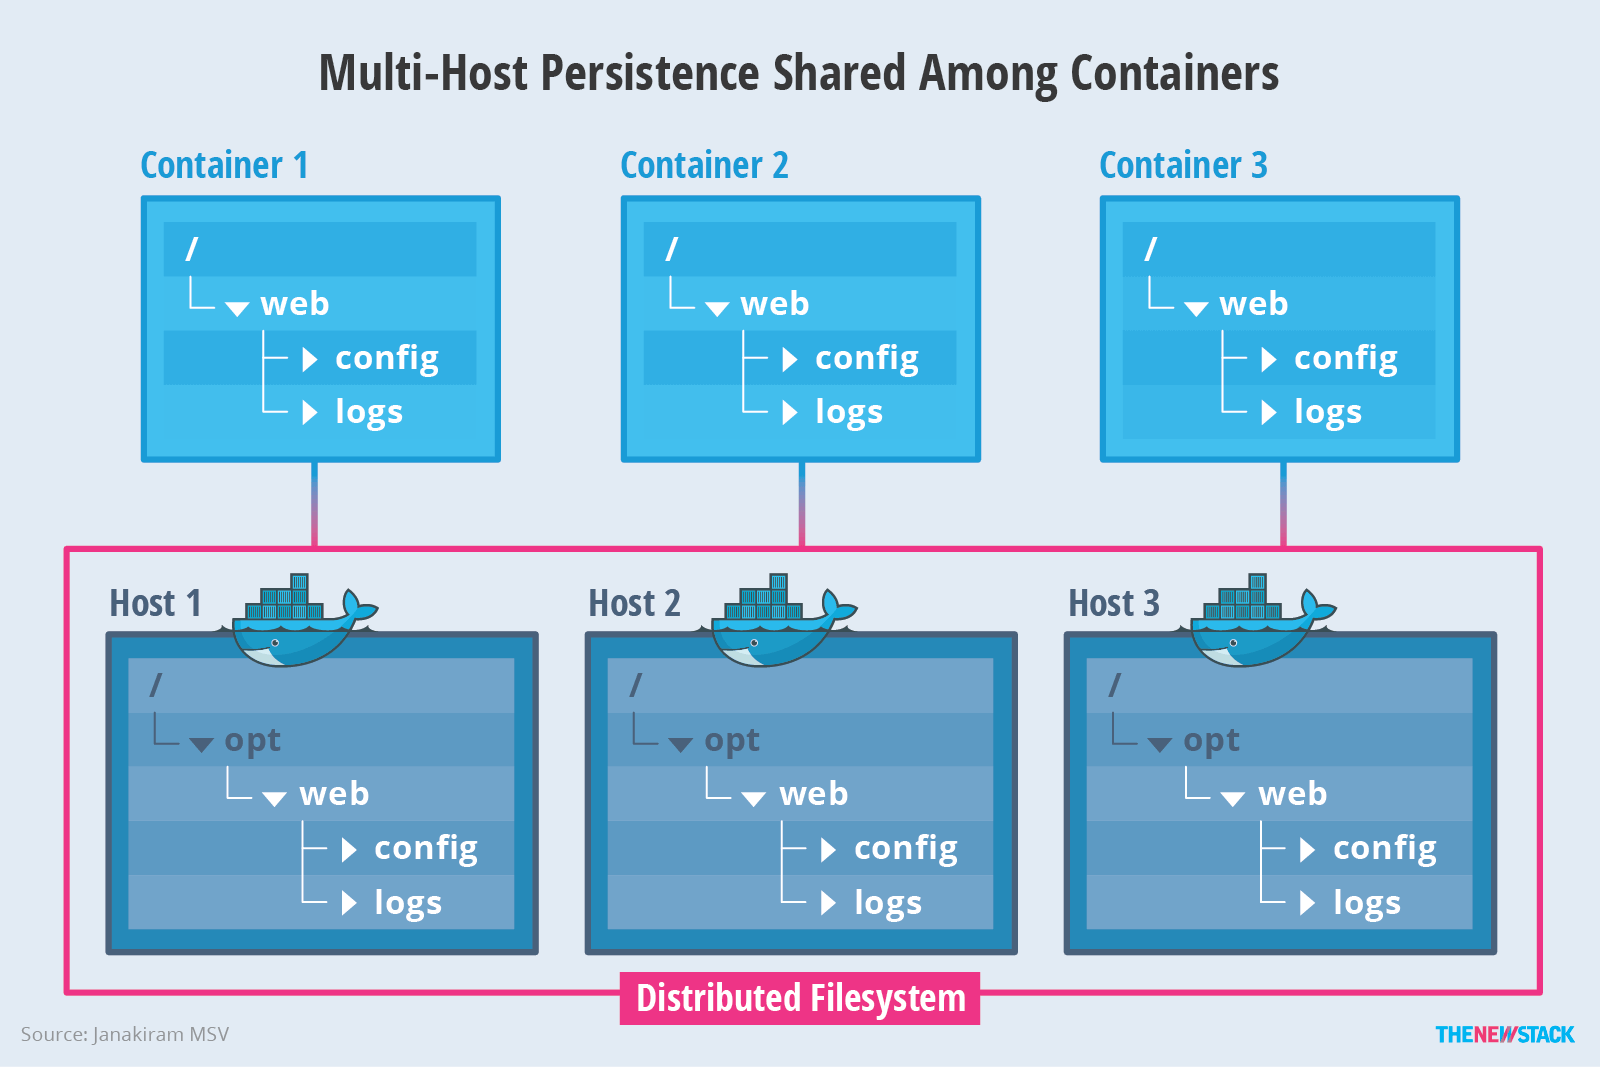 Multi-Host Persistence Shared Among Containers
Container 1
/
web
config
logs
Container 2
/
web
config
logs
Container 3
/
web
config
logs
Host 1
/
opt
web
config
logs
Host 2
/
opt
web
config
logs
Host 3
/
opt
web
config
logs
Distributed Filesystem
Source: Janakiram MSV
THENEWSTACK